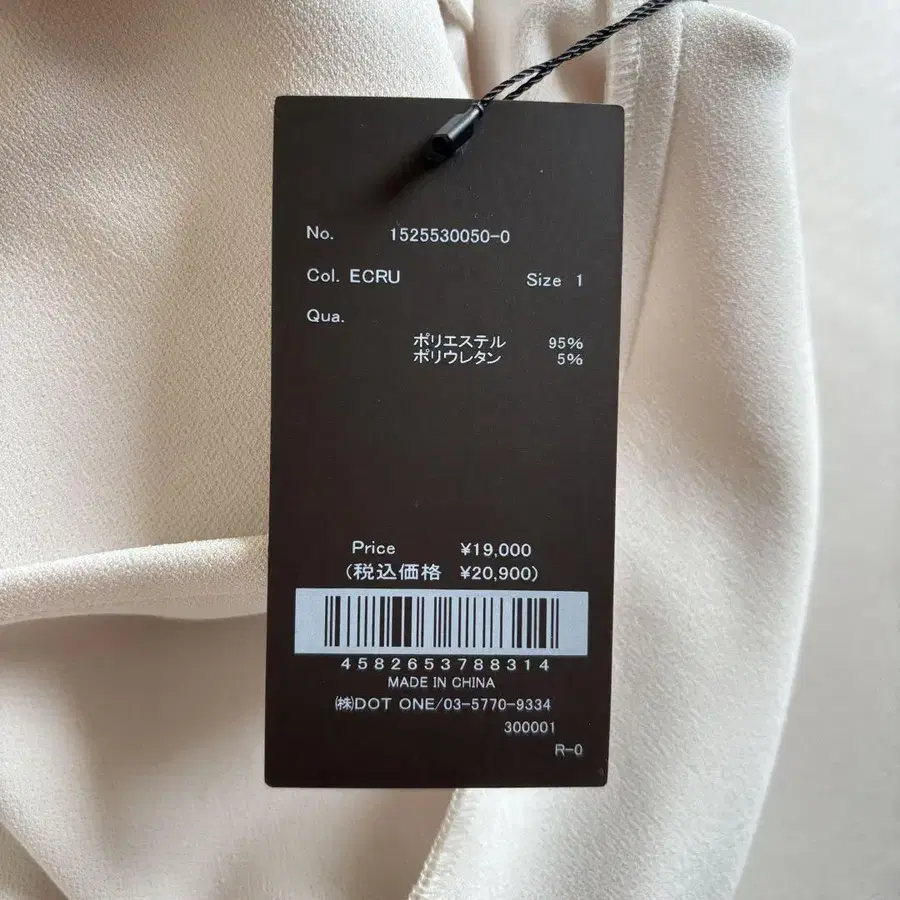 No. 1525530050-0
Col. ECRU Size 1
Qua.
ポリエステル 95%
ポリウレタン 5%
Price ¥19,000
(税込価格 ¥20,900)
4582653788314
MADE IN CHINA
㈱DOT ONE/03-5770-9334
300001
R-0